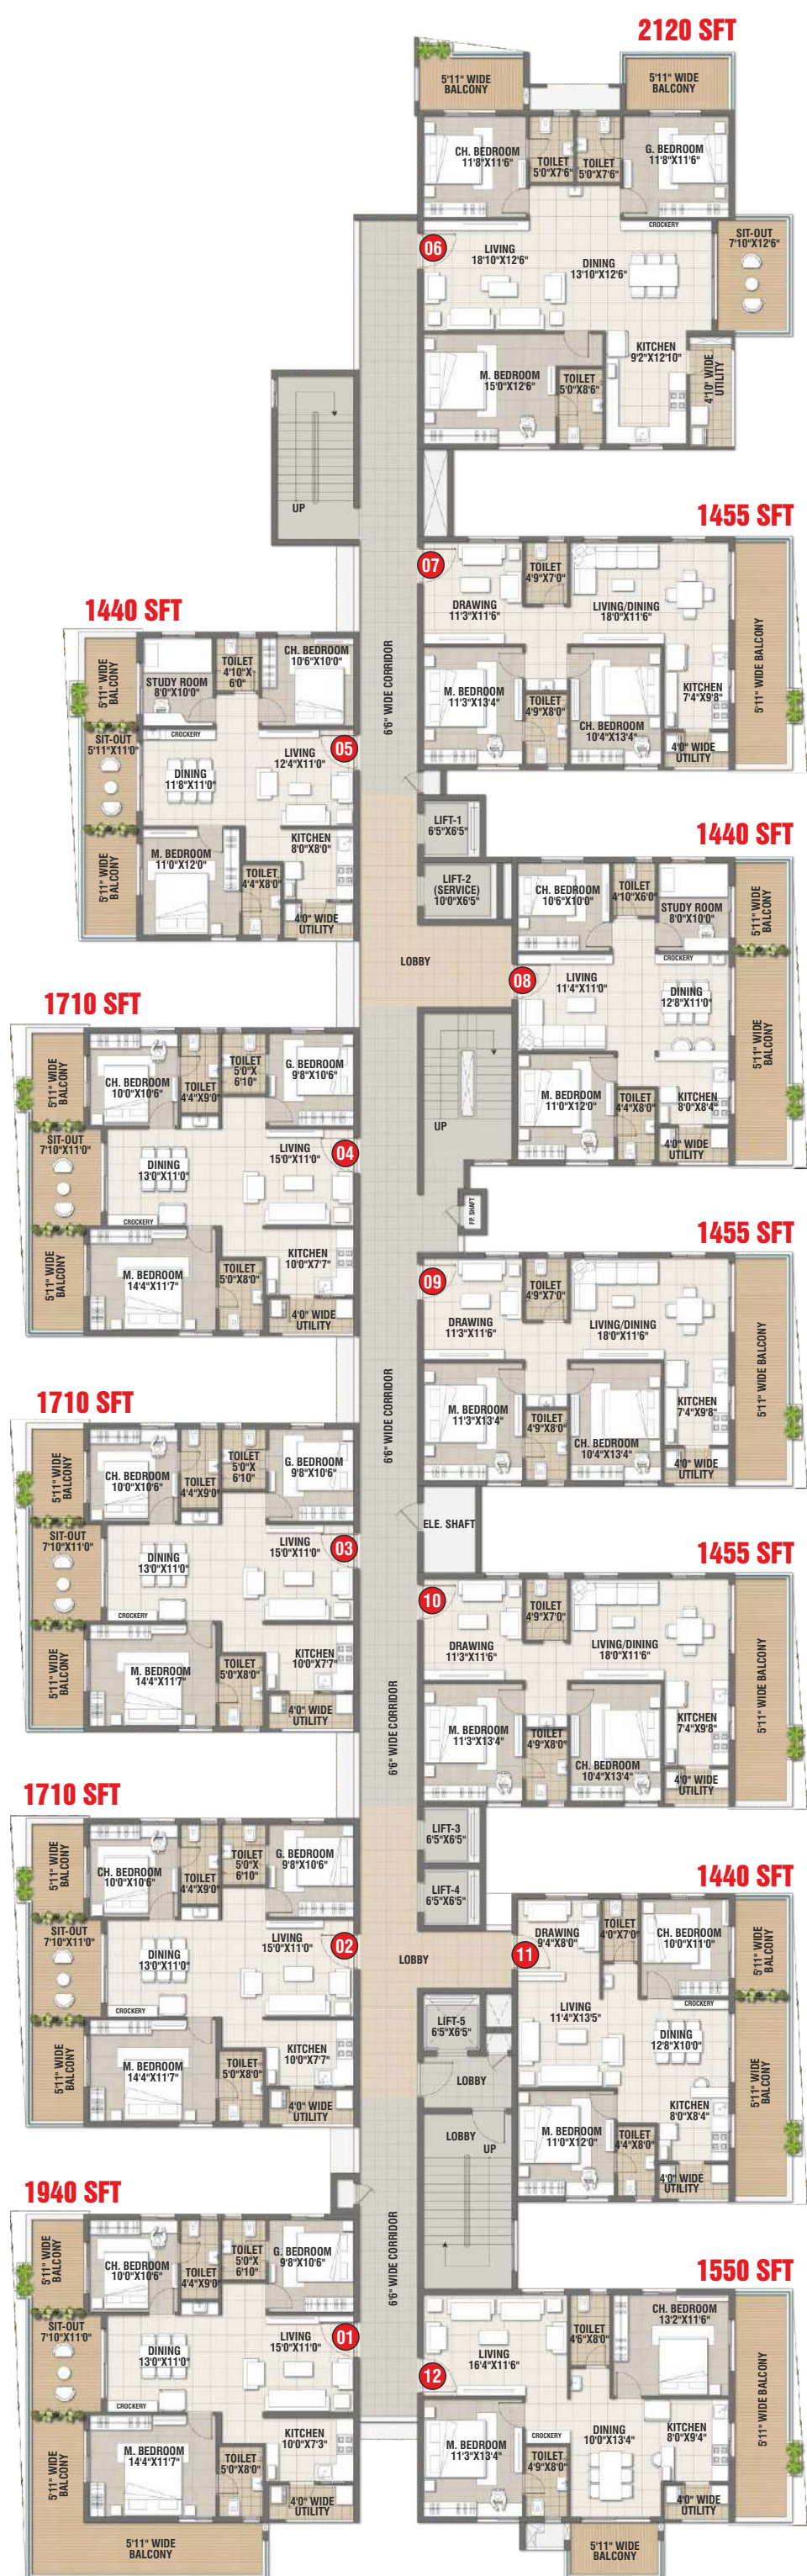 2120 SFT
5'11" WIDE
BALCONY
5'11" WIDE
BALCONY
CH. BEDROOM
11'8"X11'6"
TOILET
5'0"X7'6"
TOILET
5'0"X7'6"
G. BEDROOM
11'8"X11'6"
CROCKERY
06
LIVING
18'10"X12'6"
DINING
13'10"X12'6"
SIT-OUT
7'10"X12'6"
KITCHEN
9'2"X12'10"
M. BEDROOM
15'0"X12'6"
TOILET
5'0"X8'6"
4'10" WIDE
UTILITY
UP
1455 SFT
07
DRAWING
11'3"X11'6"
TOILET
4'9"X7'0"
LIVING/DINING
18'0"X11'6"
5'11" WIDE BALCONY
M. BEDROOM
11'3"X13'4"
TOILET
4'9"X8'0"
CH. BEDROOM
10'4"X13'4"
KITCHEN
7'4"X9'8"
4'0" WIDE
UTILITY
6'6" WIDE CORRIDOR
1440 SFT
5'11" WIDE
BALCONY
STUDY ROOM
8'0"X10'0"
TOILET
4'10"X
6'0"
CH. BEDROOM
10'6"X10'0"
CROCKERY
SIT-OUT
5'11"X11'0"
DINING
11'8"X11'0"
LIVING
12'4"X11'0"
05
5'11" WIDE
BALCONY
M. BEDROOM
11'0"X12'0"
TOILET
4'4"X8'0"
KITCHEN
8'0"X8'0"
4'0" WIDE
UTILITY
LIFT-1
6'5"X6'5"
LIFT-2
(SERVICE)
10'0"X6'5"
LOBBY
1440 SFT
CH. BEDROOM
10'6"X10'0"
TOILET
4'10"X6'0"
STUDY ROOM
8'0"X10'0"
5'11" WIDE
BALCONY
CROCKERY
08
LIVING
11'4"X11'0"
DINING
12'8"X11'0"
5'11" WIDE
BALCONY
M. BEDROOM
11'0"X12'0"
TOILET
4'4"X8'0"
KITCHEN
8'0"X8'4"
4'0" WIDE
UTILITY
UP
FP. SHAFT
1710 SFT
5'11" WIDE
BALCONY
CH. BEDROOM
10'0"X10'6"
TOILET
4'4"X9'0"
TOILET
5'0"X
6'10"
G. BEDROOM
9'8"X10'6"
SIT-OUT
7'10"X11'0"
DINING
13'0"X11'0"
LIVING
15'0"X11'0"
04
CROCKERY
5'11" WIDE
BALCONY
M. BEDROOM
14'4"X11'7"
TOILET
5'0"X8'0"
KITCHEN
10'0"X7'7"
4'0" WIDE
UTILITY
1455 SFT
09
DRAWING
11'3"X11'6"
TOILET
4'9"X7'0"
LIVING/DINING
18'0"X11'6"
5'11" WIDE BALCONY
M. BEDROOM
11'3"X13'4"
TOILET
4'9"X8'0"
CH. BEDROOM
10'4"X13'4"
KITCHEN
7'4"X9'8"
4'0" WIDE
UTILITY
6'6" WIDE CORRIDOR
ELE. SHAFT
1710 SFT
5'11" WIDE
BALCONY
CH. BEDROOM
10'0"X10'6"
TOILET
4'4"X9'0"
TOILET
5'0"X
6'10"
G. BEDROOM
9'8"X10'6"
SIT-OUT
7'10"X11'0"
DINING
13'0"X11'0"
LIVING
15'0"X11'0"
03
CROCKERY
5'11" WIDE
BALCONY
M. BEDROOM
14'4"X11'7"
TOILET
5'0"X8'0"
KITCHEN
10'0"X7'7"
4'0" WIDE
UTILITY
1455 SFT
10
DRAWING
11'3"X11'6"
TOILET
4'9"X7'0"
LIVING/DINING
18'0"X11'6"
5'11" WIDE BALCONY
M. BEDROOM
11'3"X13'4"
TOILET
4'9"X8'0"
CH. BEDROOM
10'4"X13'4"
KITCHEN
7'4"X9'8"
4'0" WIDE
UTILITY
6'6" WIDE CORRIDOR
1710 SFT
5'11" WIDE
BALCONY
CH. BEDROOM
10'0"X10'6"
TOILET
4'4"X9'0"
TOILET
5'0"X
6'10"
G. BEDROOM
9'8"X10'6"
SIT-OUT
7'10"X11'0"
DINING
13'0"X11'0"
LIVING
15'0"X11'0"
02
CROCKERY
5'11" WIDE
BALCONY
M. BEDROOM
14'4"X11'7"
TOILET
5'0"X8'0"
KITCHEN
10'0"X7'7"
4'0" WIDE
UTILITY
LIFT-3
6'5"X6'5"
LIFT-4
6'5"X6'5"
LOBBY
LIFT-5
6'5"X6'5"
LOBBY
LOBBY
UP
1440 SFT
DRAWING
9'4"X8'0"
11
TOILET
4'0"X7'0"
CH. BEDROOM
10'0"X11'0"
5'11" WIDE
BALCONY
CROCKERY
LIVING
11'4"X13'5"
DINING
12'8"X10'0"
5'11" WIDE
BALCONY
M. BEDROOM
11'0"X12'0"
TOILET
4'4"X8'0"
KITCHEN
8'0"X8'4"
4'0" WIDE
UTILITY
1940 SFT
5'11" WIDE
BALCONY
CH. BEDROOM
10'0"X10'6"
TOILET
4'4"X9'0"
TOILET
5'0"X
6'10"
G. BEDROOM
9'8"X10'6"
SIT-OUT
7'10"X11'0"
DINING
13'0"X11'0"
LIVING
15'0"X11'0"
01
CROCKERY
5'11" WIDE
BALCONY
M. BEDROOM
14'4"X11'7"
TOILET
5'0"X8'0"
KITCHEN
10'0"X7'3"
4'0" WIDE
UTILITY
5'11" WIDE
BALCONY
6'6" WIDE CORRIDOR
1550 SFT
LIVING
16'4"X11'6"
12
TOILET
4'6"X8'0"
CH. BEDROOM
13'2"X11'6"
5'11" WIDE BALCONY
M. BEDROOM
11'3"X13'4"
CROCKERY
TOILET
4'9"X8'0"
DINING
10'0"X13'4"
KITCHEN
8'0"X9'4"
4'0" WIDE
UTILITY
5'11" WIDE
BALCONY